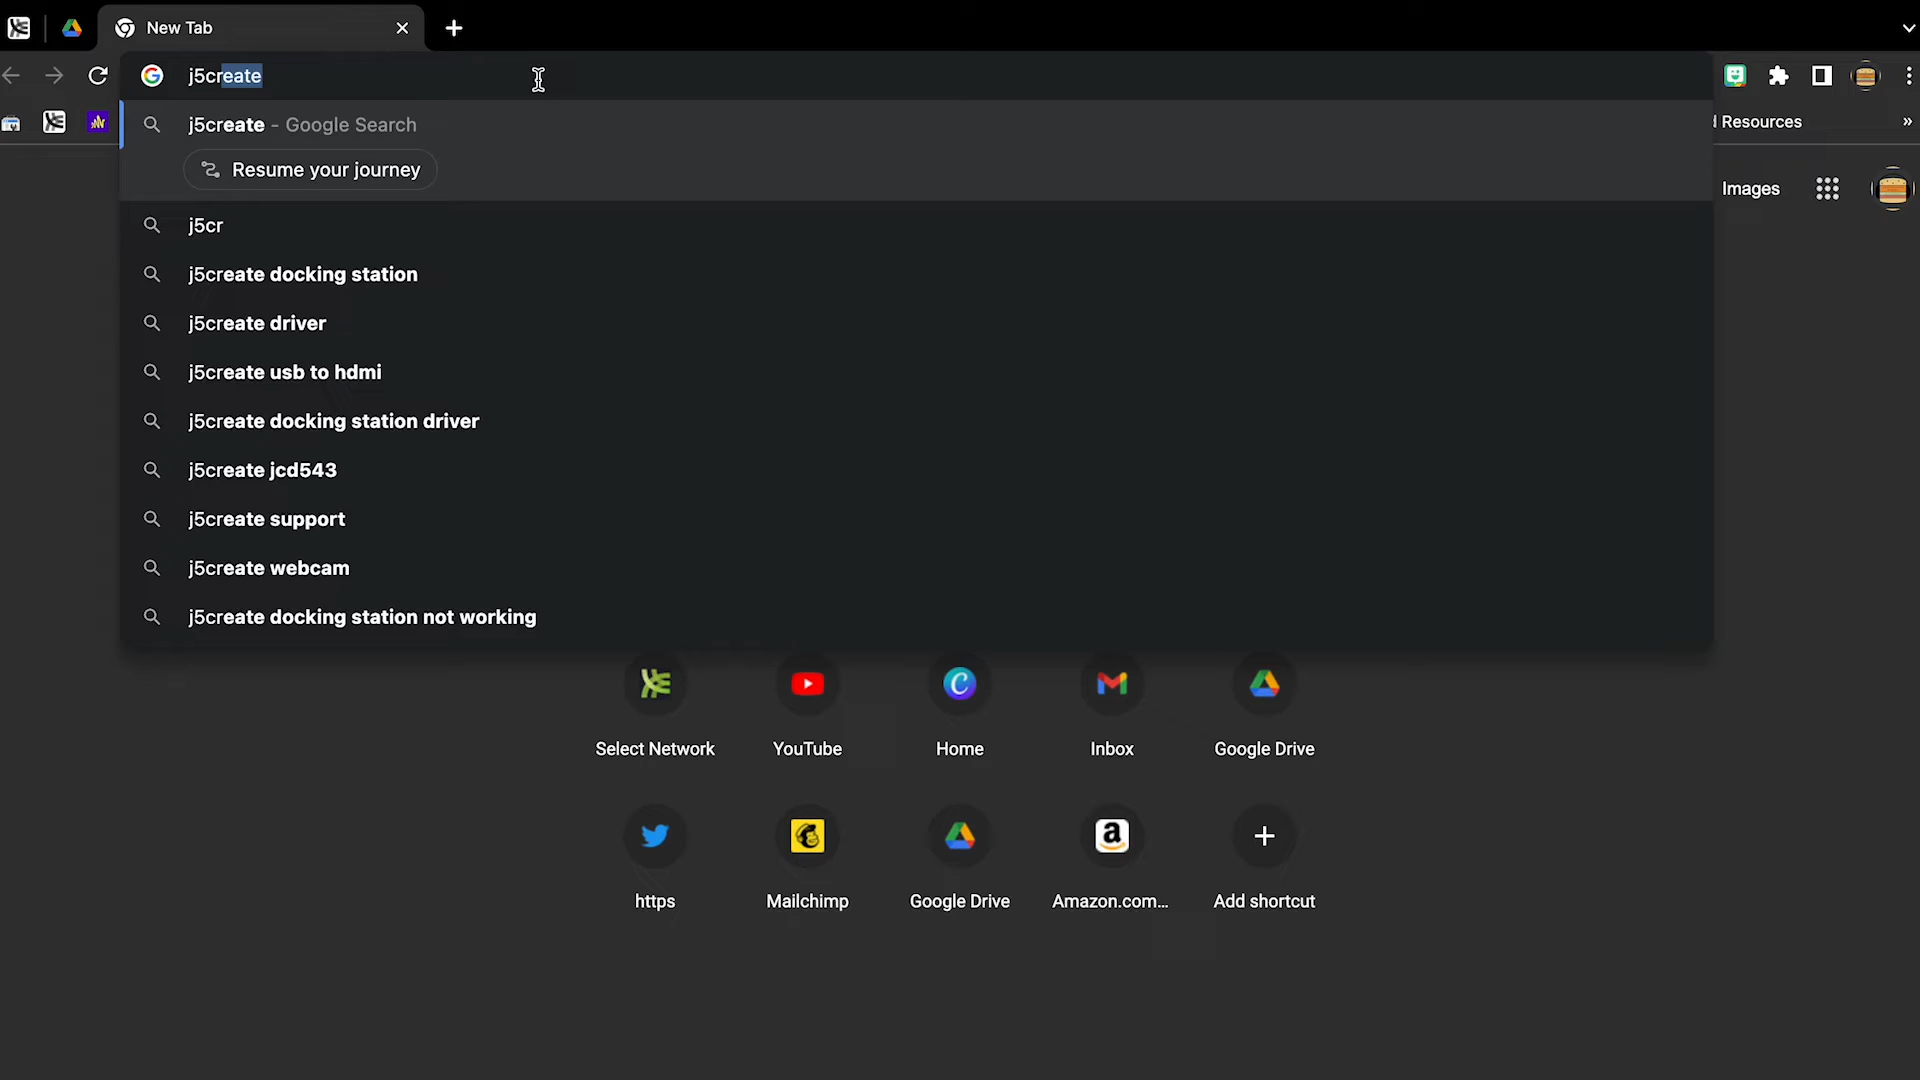 New Tab
j5create
j5create - Google Search
Resume your journey
j5cr
j5create docking station
j5create driver
j5create usb to hdmi
j5create docking station driver
j5create jcd543
j5create support
j5create webcam
j5create docking station not working
Resources
Images
Select Network
YouTube
Home
Inbox
Google Drive
https
Mailchimp
Google Drive
Amazon.com...
Add shortcut